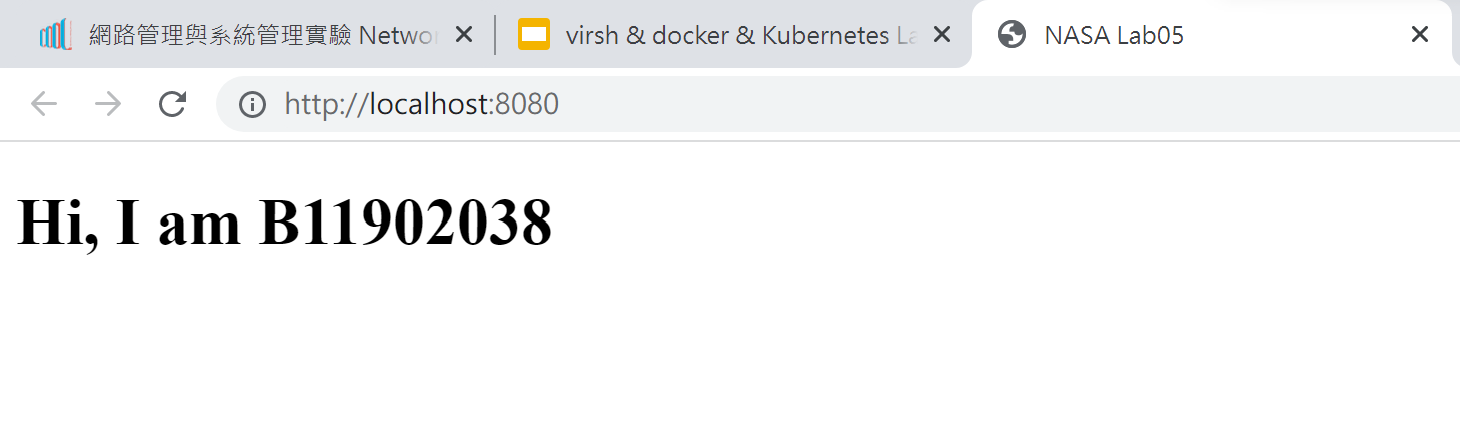 網路管理與系統管理實驗 Netwo
virsh & docker & Kubernetes La
NASA Lab05
http://localhost:8080
Hi, I am B11902038